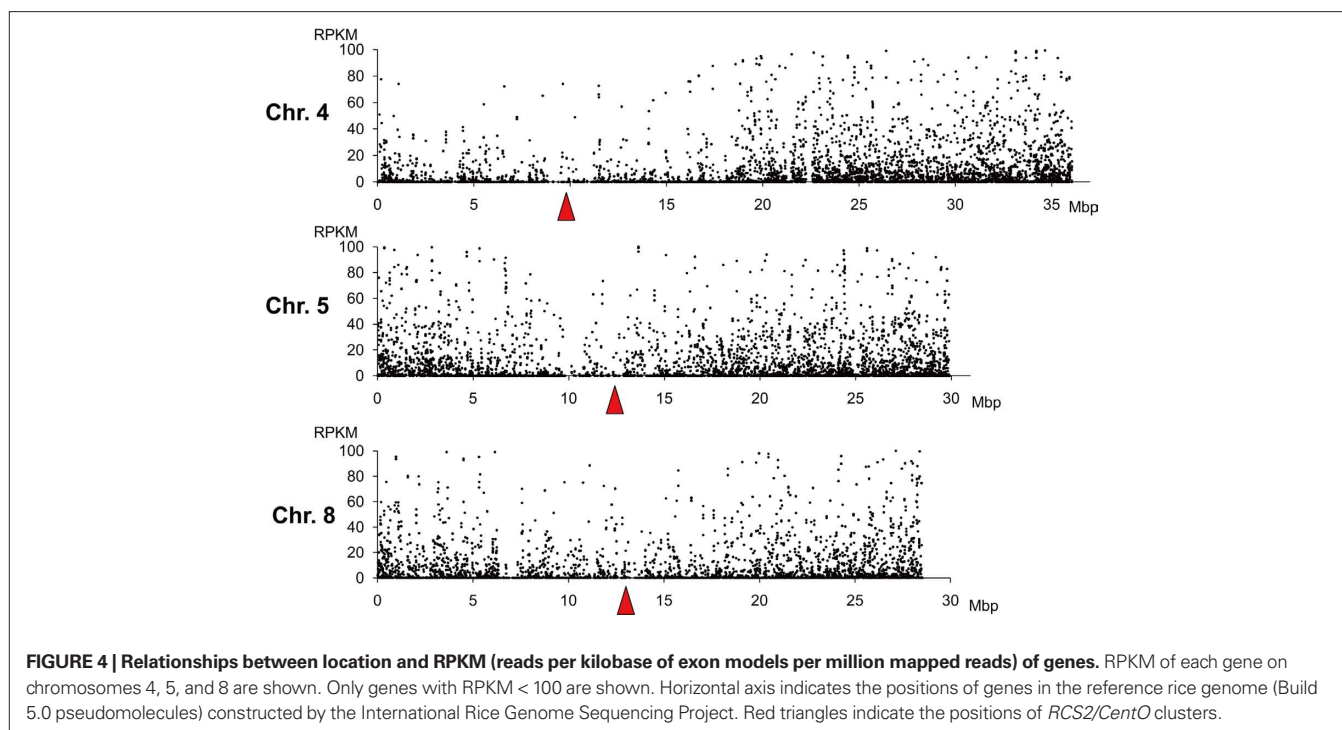 RPKM
100
80
Chr. 4
60
40
20
0
0 5 10 15 20 25 30 35 Mbp
RPKM
100
80
Chr. 5
60
40
20
0
0 5 10 15 20 25 30 Mbp
RPKM
100
80
Chr. 8
60
40
20
0
0 5 10 15 20 25 30 Mbp
FIGURE 4 | Relationships between location and RPKM (reads per kilobase of exon models per million mapped reads) of genes. RPKM of each gene on
chromosomes 4, 5, and 8 are shown. Only genes with RPKM < 100 are shown. Horizontal axis indicates the positions of genes in the reference rice genome (Build
5.0 pseudomolecules) constructed by the International Rice Genome Sequencing Project. Red triangles indicate the positions of RCS2/CentO clusters.